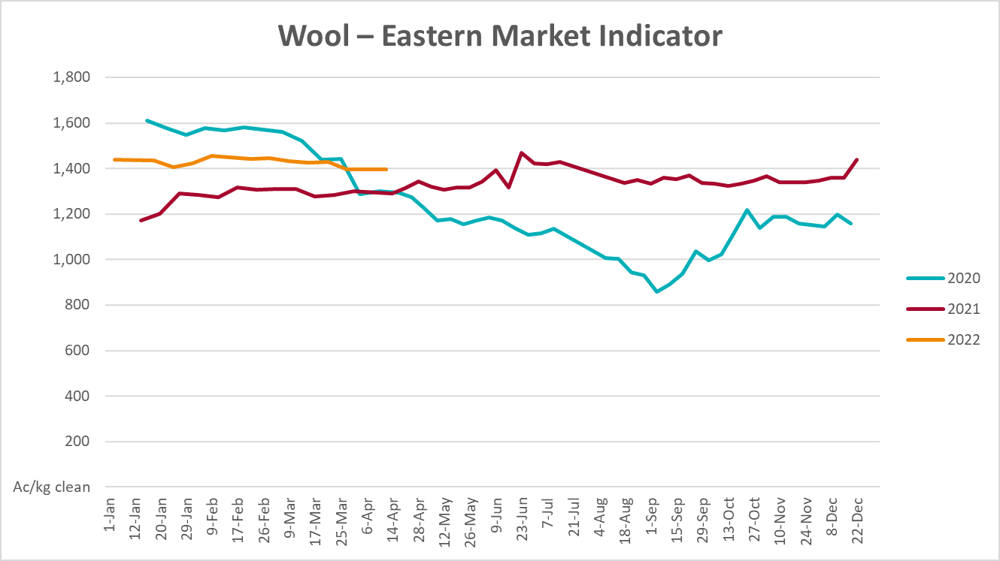 Wool – Eastern Market Indicator
1,800
1,600
1,400
1,200
1,000
800
600
400
200
Ac/kg clean
1-Jan
12-Jan
20-Jan
29-Jan
9-Feb
17-Feb
26-Feb
9-Mar
17-Mar
25-Mar
6-Apr
14-Apr
28-Apr
12-May
26-May
9-Jun
23-Jun
7-Jul
21-Jul
4-Aug
18-Aug
1-Sep
15-Sep
29-Sep
13-Oct
27-Oct
10-Nov
24-Nov
8-Dec
22-Dec
2020
2021
2022